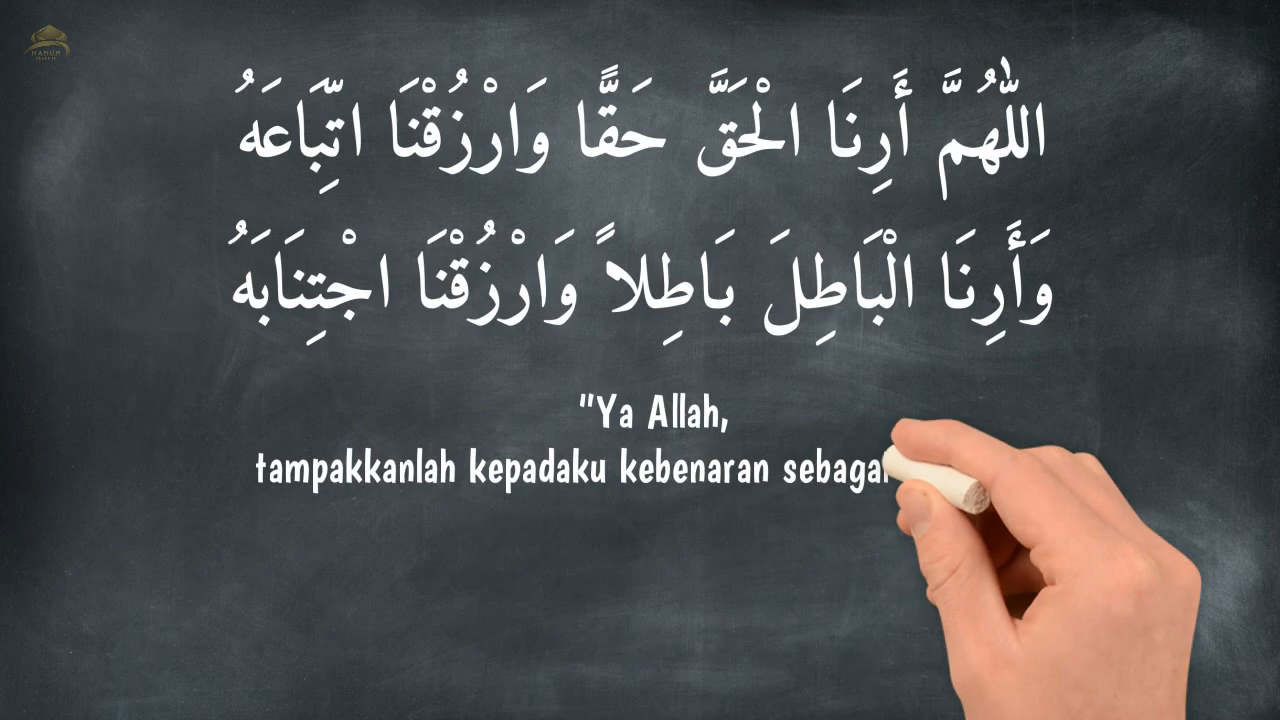 اللّٰهُمَّ أَرِنَا الْحَقَّ حَقًّا وَارْزُقْنَا اتِّبَاعَهُ
وَأَرِنَا الْبَاطِلَ بَاطِلاً وَارْزُقْنَا اجْتِنَابَهُ
"Ya Allah,
tampakkanlah kepadaku kebenaran sebagai